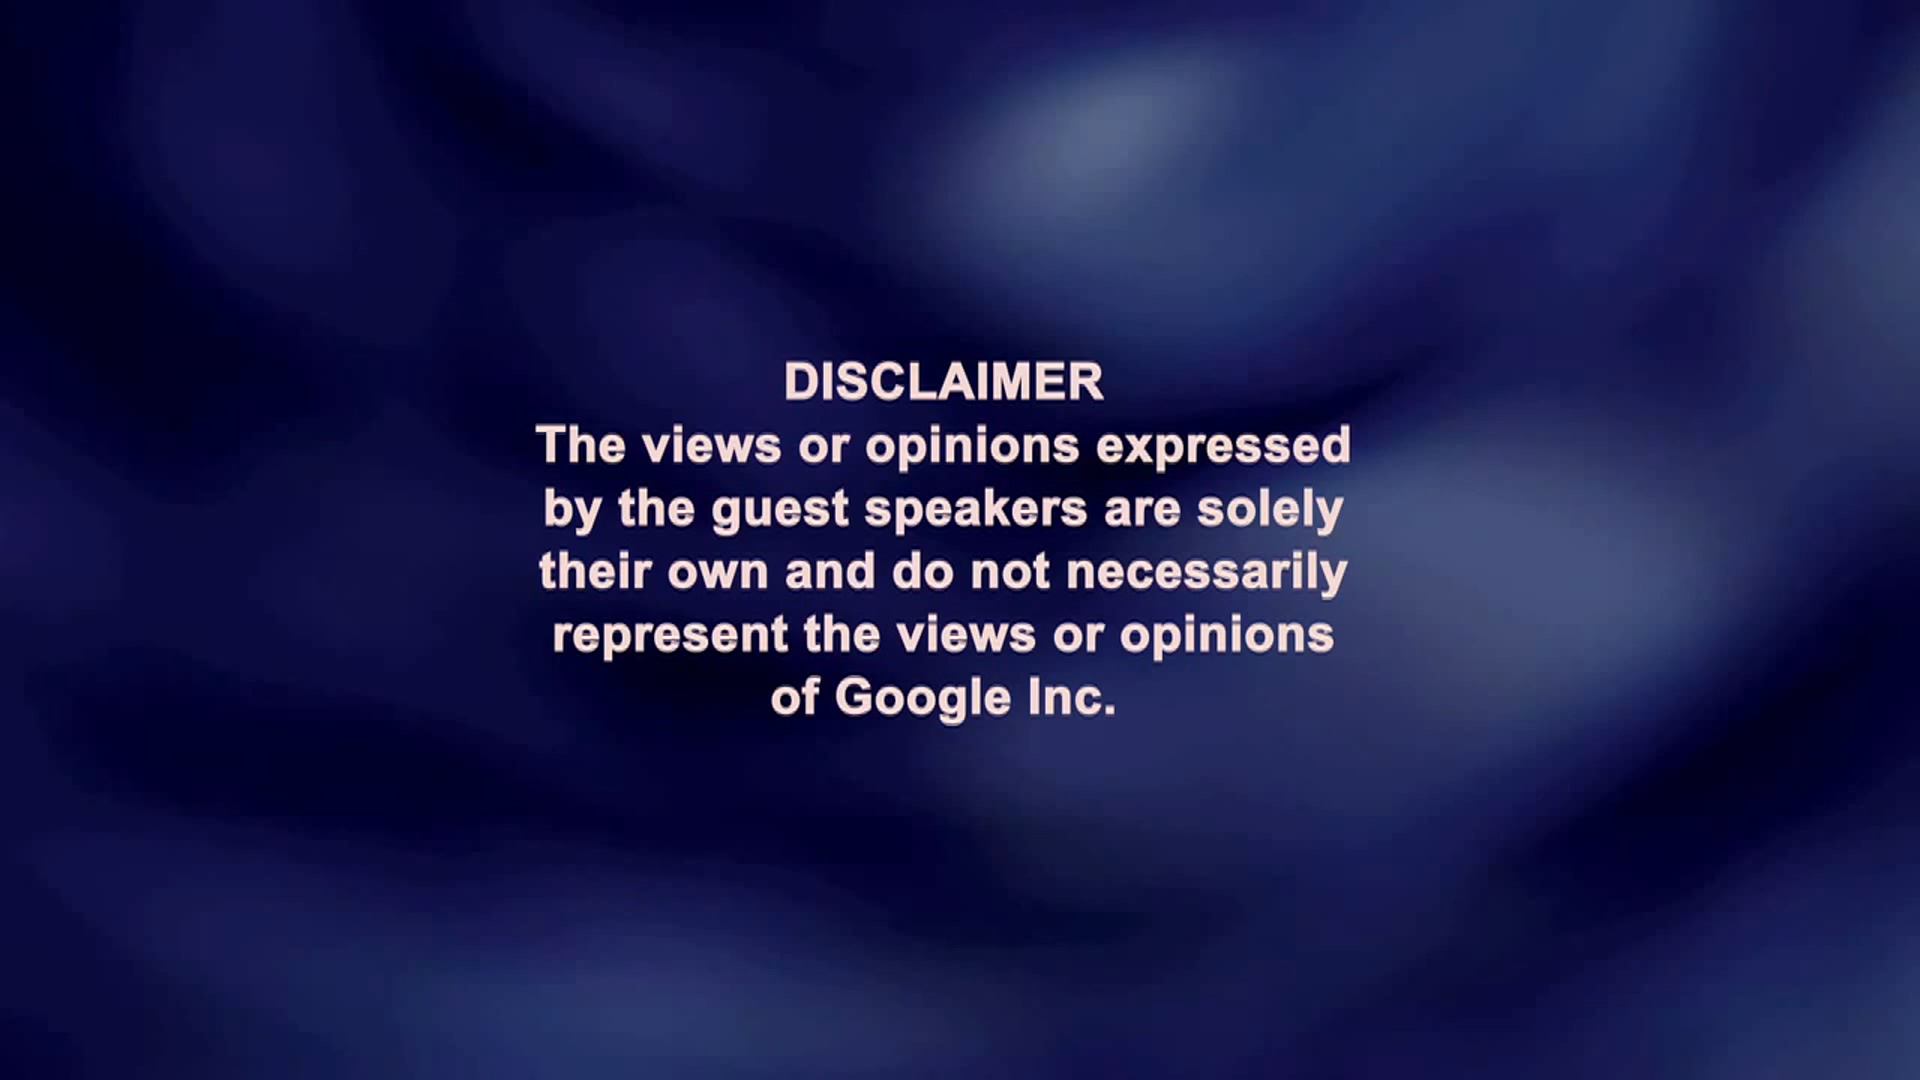 DISCLAIMER
The views or opinions expressed
by the guest speakers are solely
their own and do not necessarily
represent the views or opinions
of Google Inc.